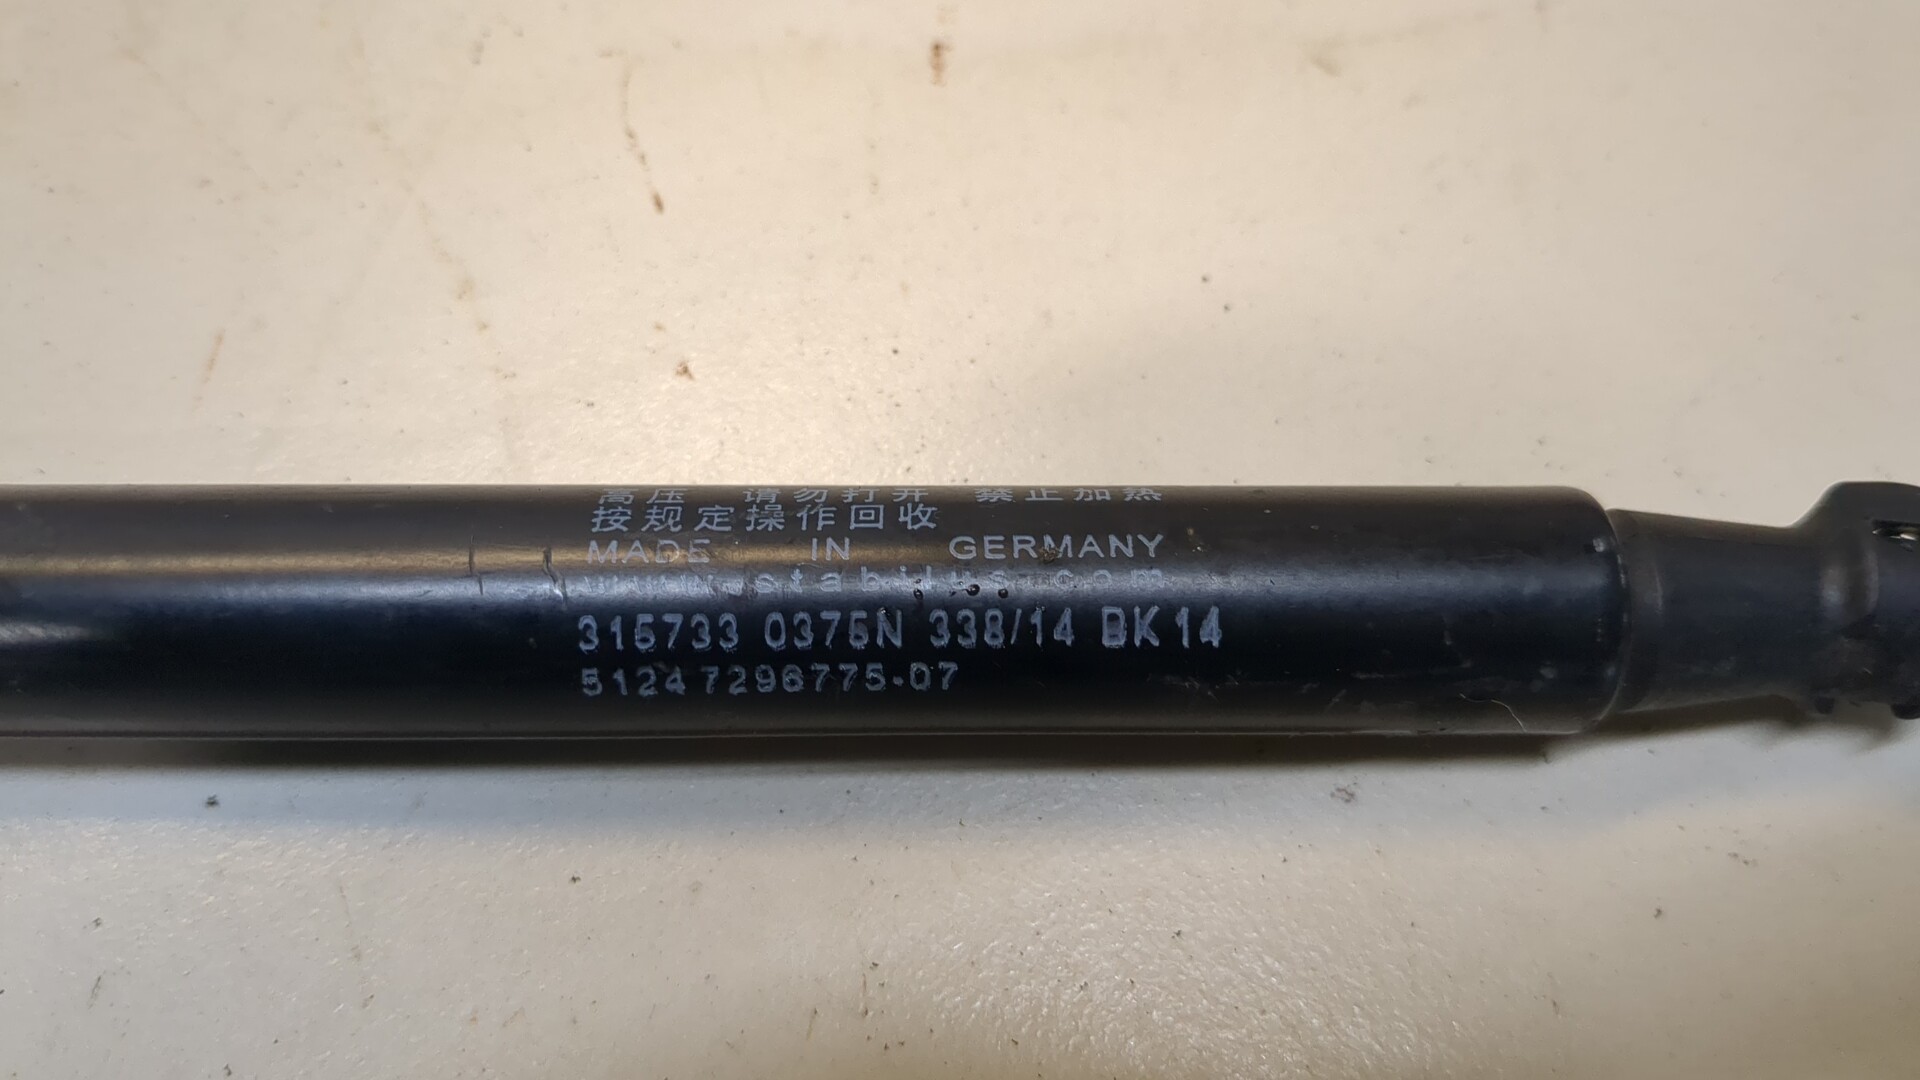 高压 请勿打开 禁止加热
按规定操作回收
MADE IN GERMANY
www.stabilus.com
315733 0375N 338/14 BK14
51247296775-07